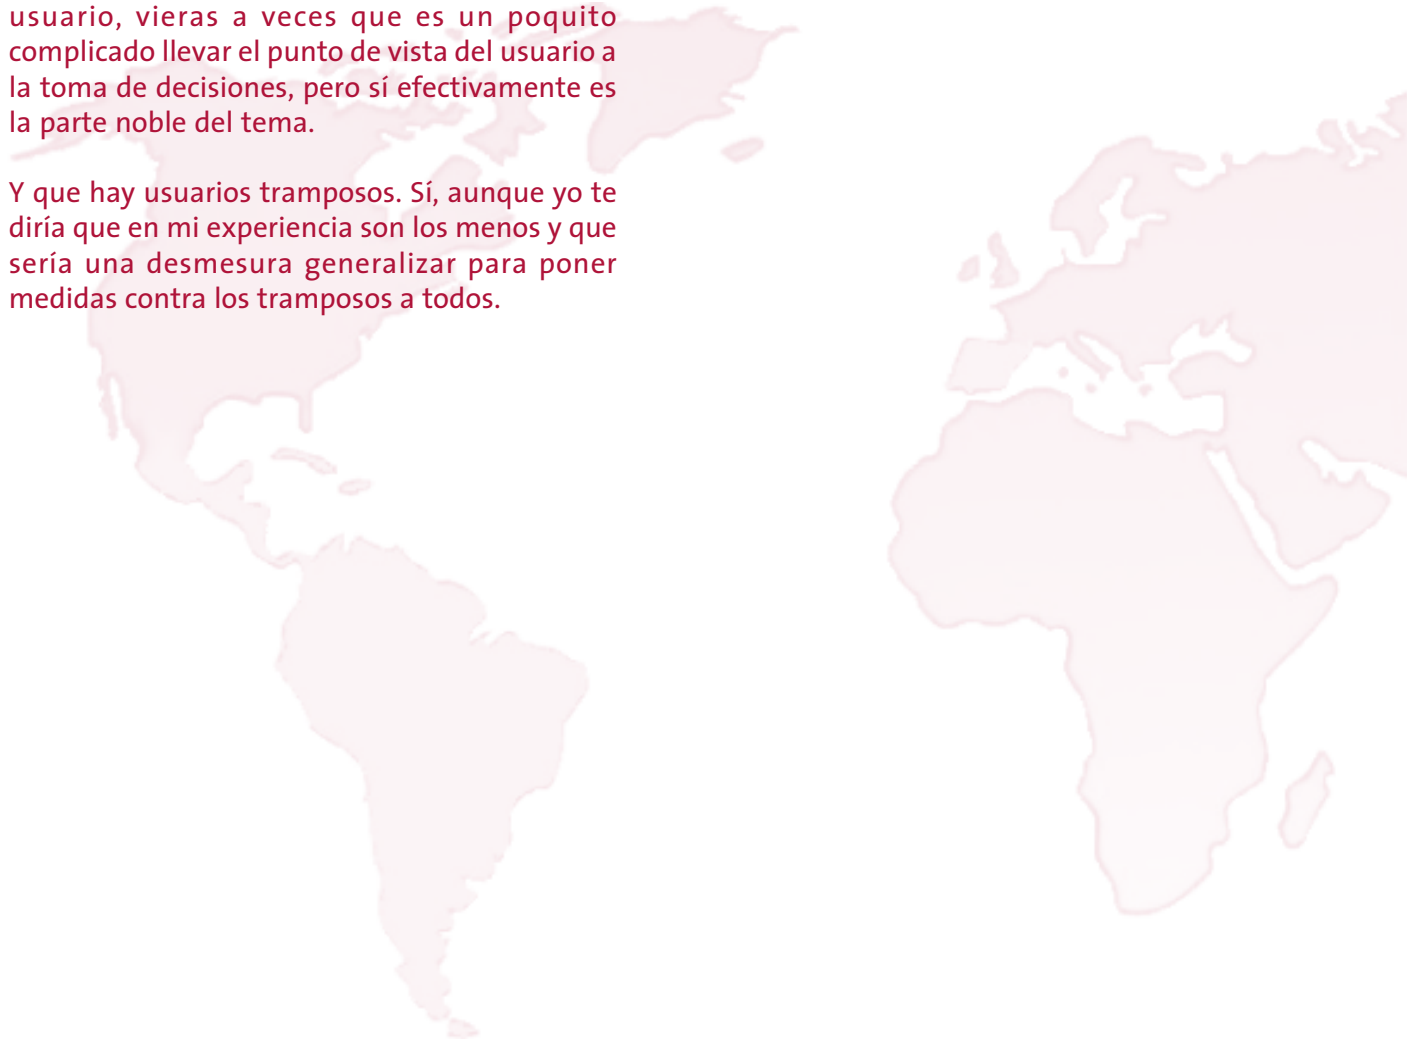 usuario, vieras a veces que es un poquito
complicado llevar el punto de vista del usuario a
la toma de decisiones, pero sí efectivamente es
la parte noble del tema.
Y que hay usuarios tramposos. Sí, aunque yo te
diría que en mi experiencia son los menos y que
sería una desmesura generalizar para poner
medidas contra los tramposos a todos.